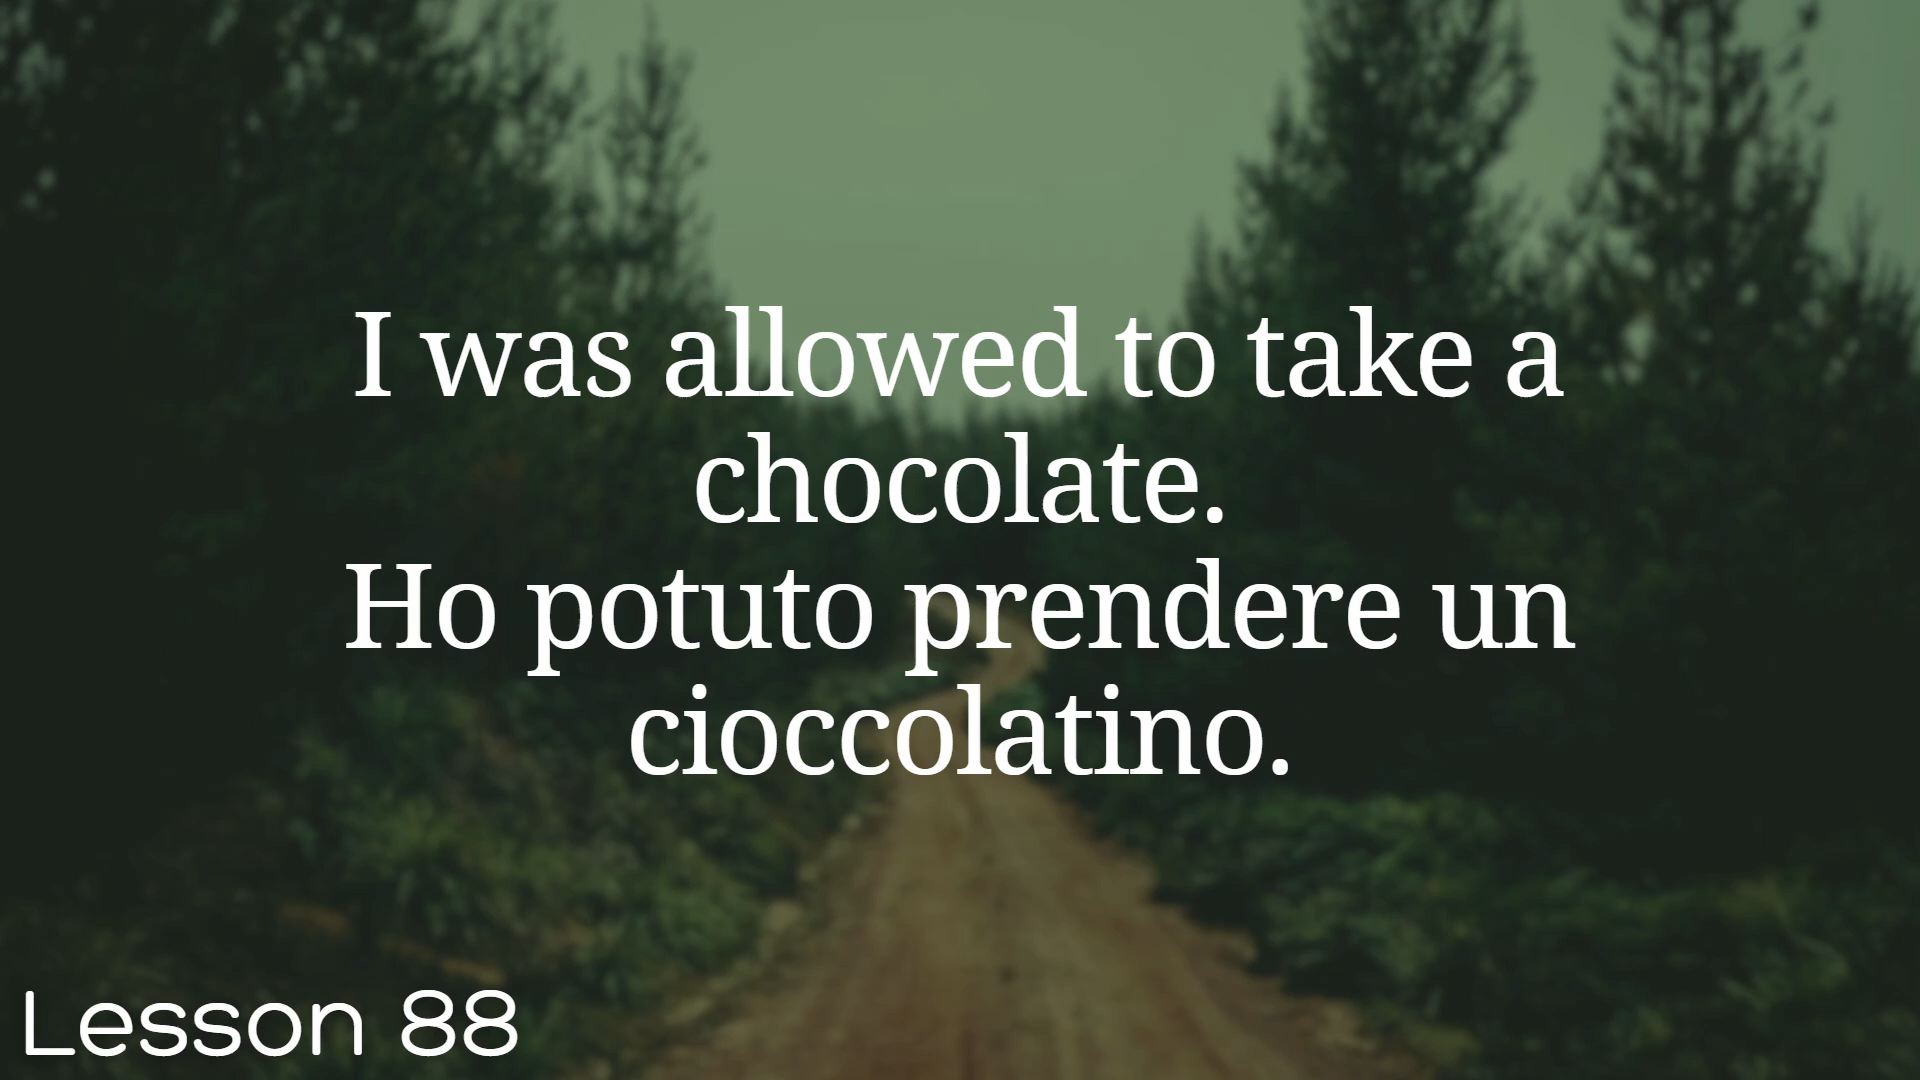 I was allowed to take a
chocolate.
Ho potuto prendere un
cioccolatino.
Lesson 88